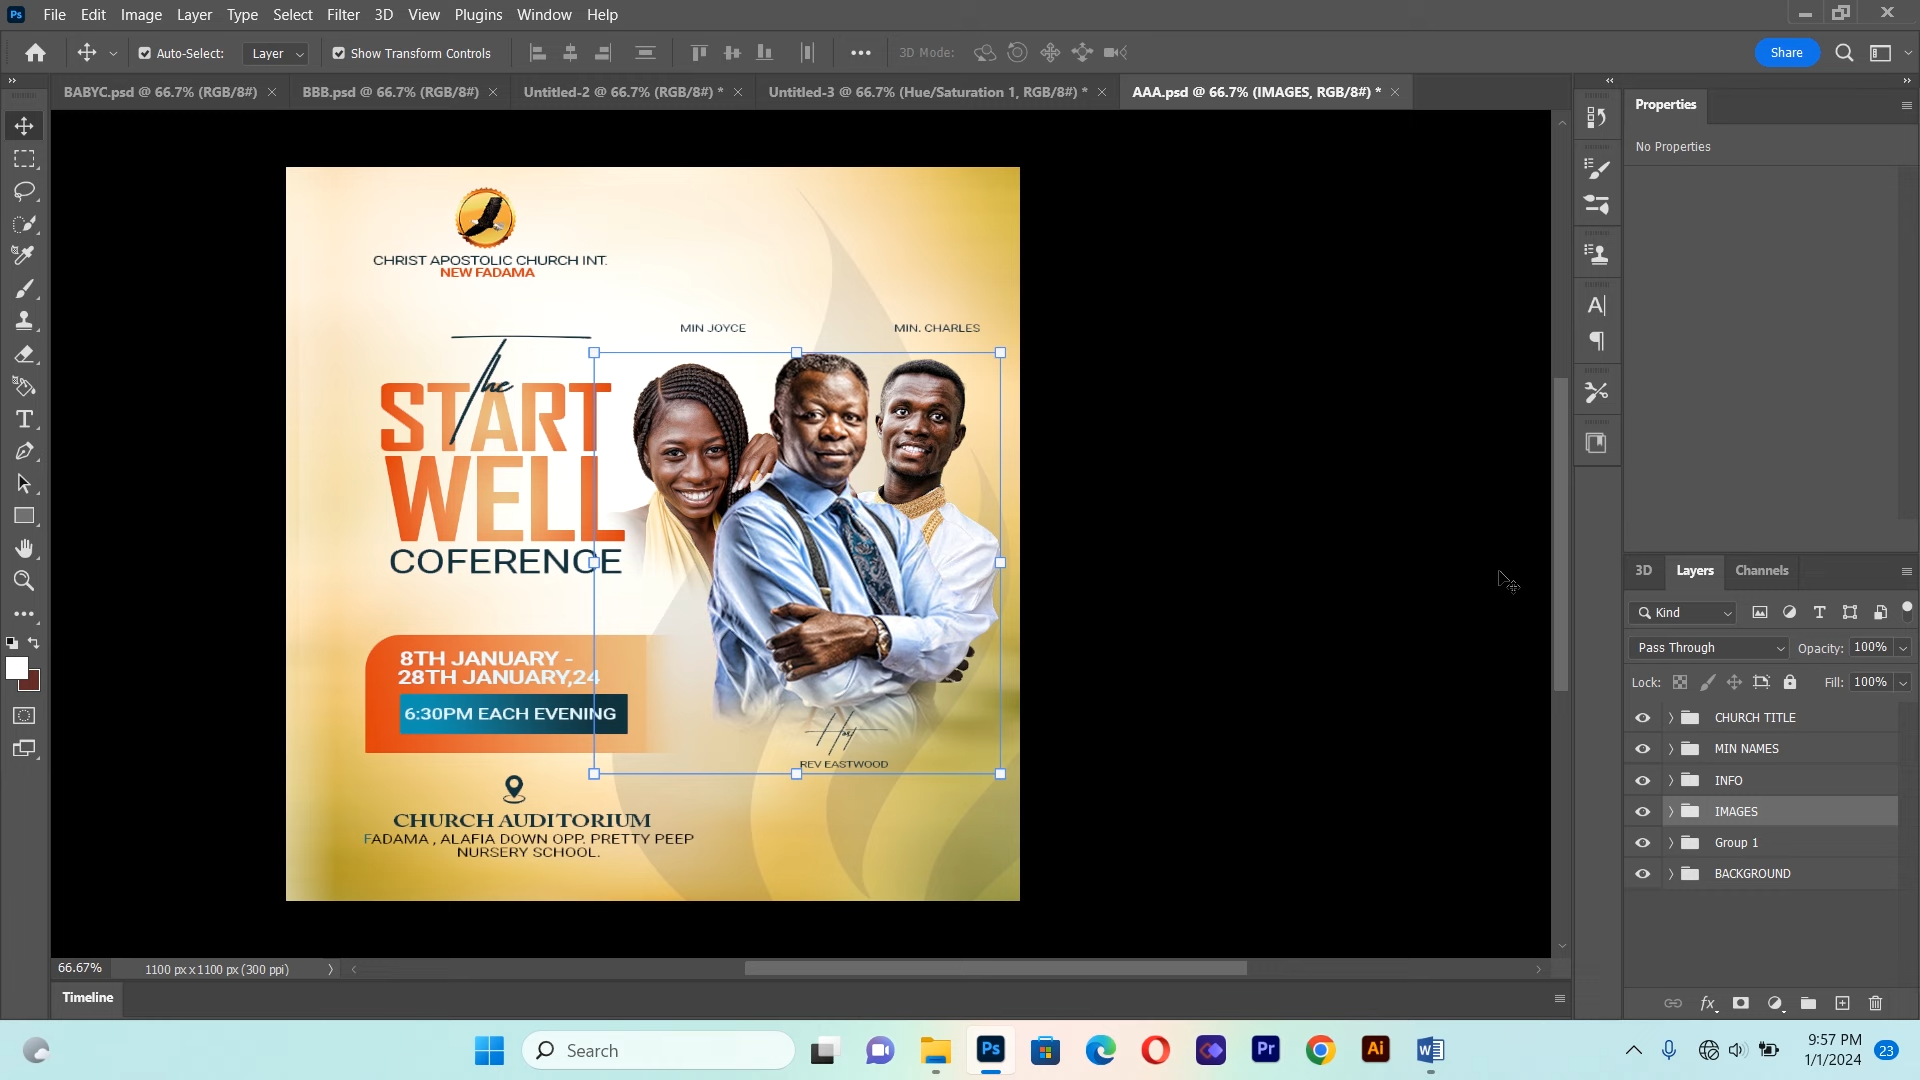 Ps File Edit Image Layer Type Select Filter 3D View Plugins Window Help
Auto-Select: Layer Show Transform Controls 3D Mode: Share
BABYC.psd @ 66.7% (RGB/8#) BBB.psd @ 66.7% (RGB/8#) Untitled-2 @ 66.7% (RGB/8#) * Untitled-3 @ 66.7% (Hue/Saturation 1, RGB/8#) * AAA.psd @ 66.7% (IMAGES, RGB/8#) *
Properties
No Properties
CHRIST APOSTOLIC CHURCH INT.
NEW FADAMA
MIN JOYCE MIN. CHARLES
The
START
WELL
COFERENCE
8TH JANUARY -
28TH JANUARY,24
6:30PM EACH EVENING
Host
REV EASTWOOD
CHURCH AUDITORIUM
FADAMA , ALAFIA DOWN OPP. PRETTY PEEP
NURSERY SCHOOL.
3D Layers Channels
Kind
Pass Through Opacity: 100%
Lock: Fill: 100%
CHURCH TITLE
MIN NAMES
INFO
IMAGES
Group 1
BACKGROUND
fx
66.67% 1100 px x 1100 px (300 ppi)
Timeline
Search
Ps
Pr
Ai
W
9:57 PM
1/1/2024
23